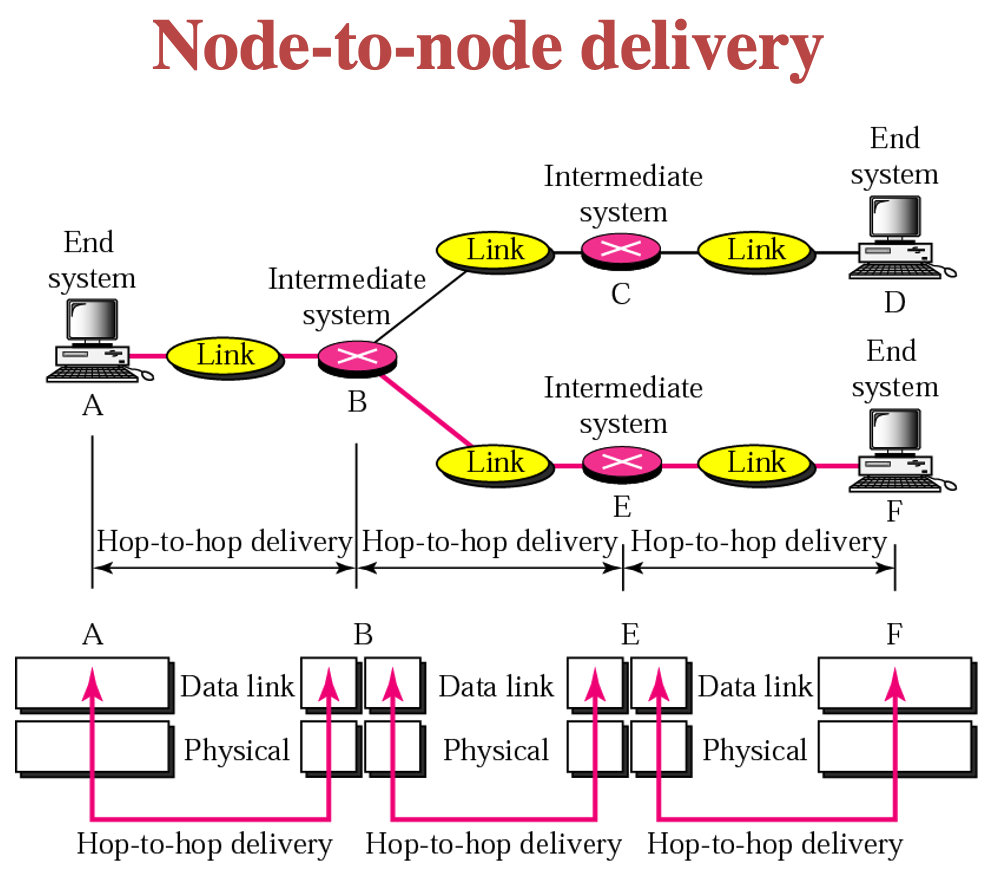 Node-to-node delivery
End
system
Intermediate
system
End
system
Link
Link
C
D
Intermediate
system
Link
A
B
End
system
Intermediate
system
Link
Link
E
F
Hop-to-hop delivery
Hop-to-hop delivery
Hop-to-hop delivery
A
B
E
F
Data link
Data link
Data link
Physical
Physical
Physical
Hop-to-hop delivery
Hop-to-hop delivery
Hop-to-hop delivery